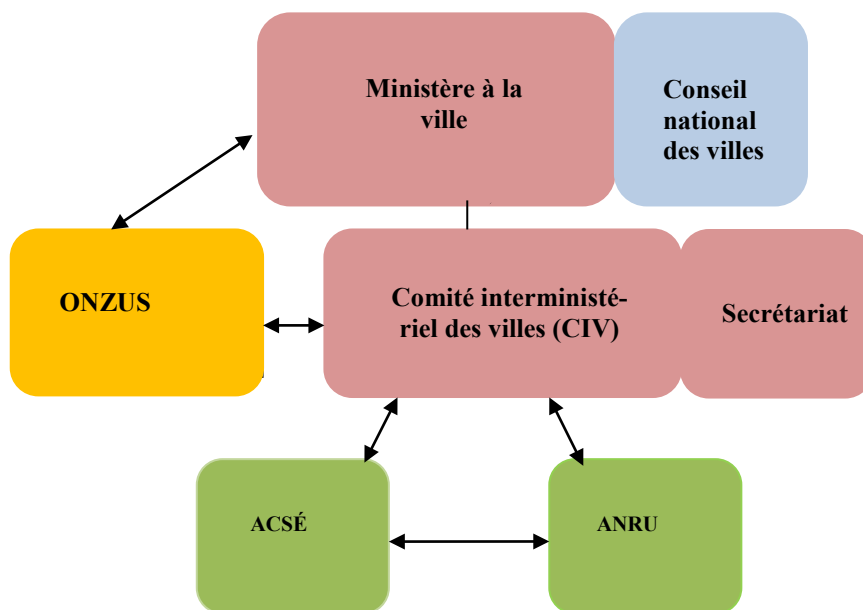 Ministère à la
ville
Conseil
national
des villes
ONZUS
Comité interministé-
riel des villes (CIV)
Secrétariat
ACSÉ
ANRU